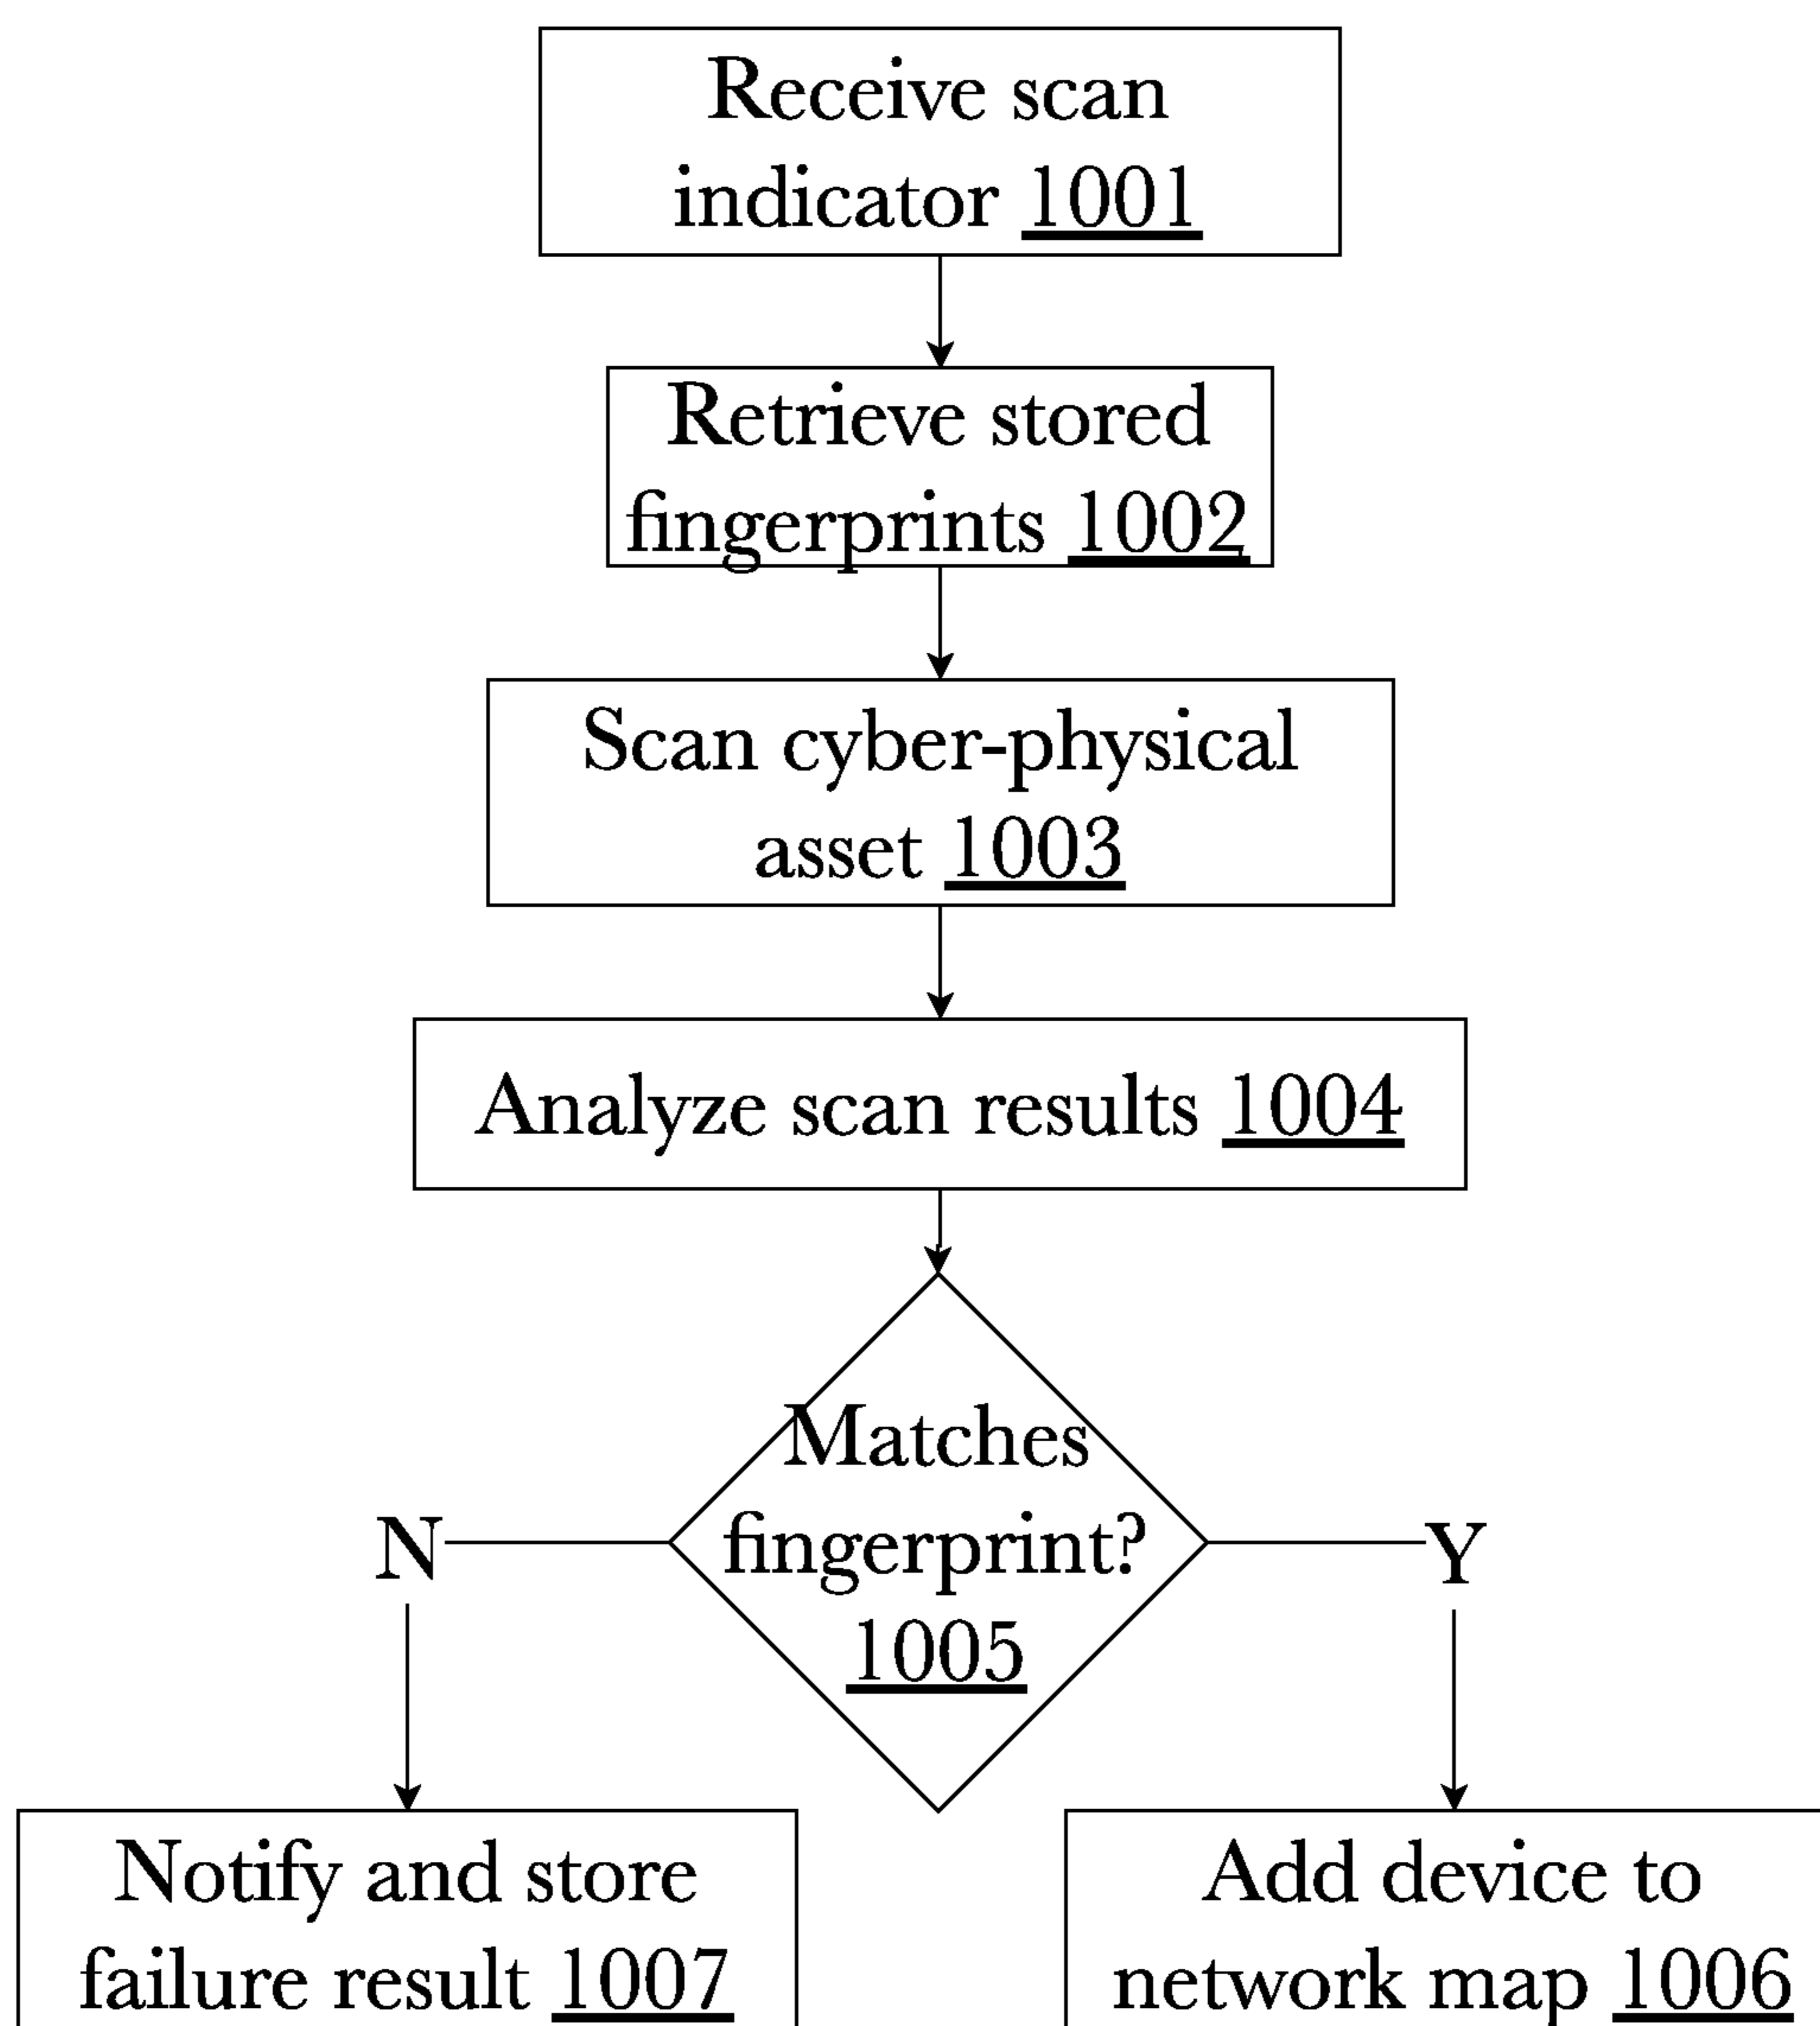 Receive scan
indicator 1001
Retrieve stored
fingerprints 1002
Scan cyber-physical
asset 1003
Analyze scan results 1004
Matches
fingerprint?
1005
N
Y
Notify and store
failure result 1007
Add device to
network map 1006